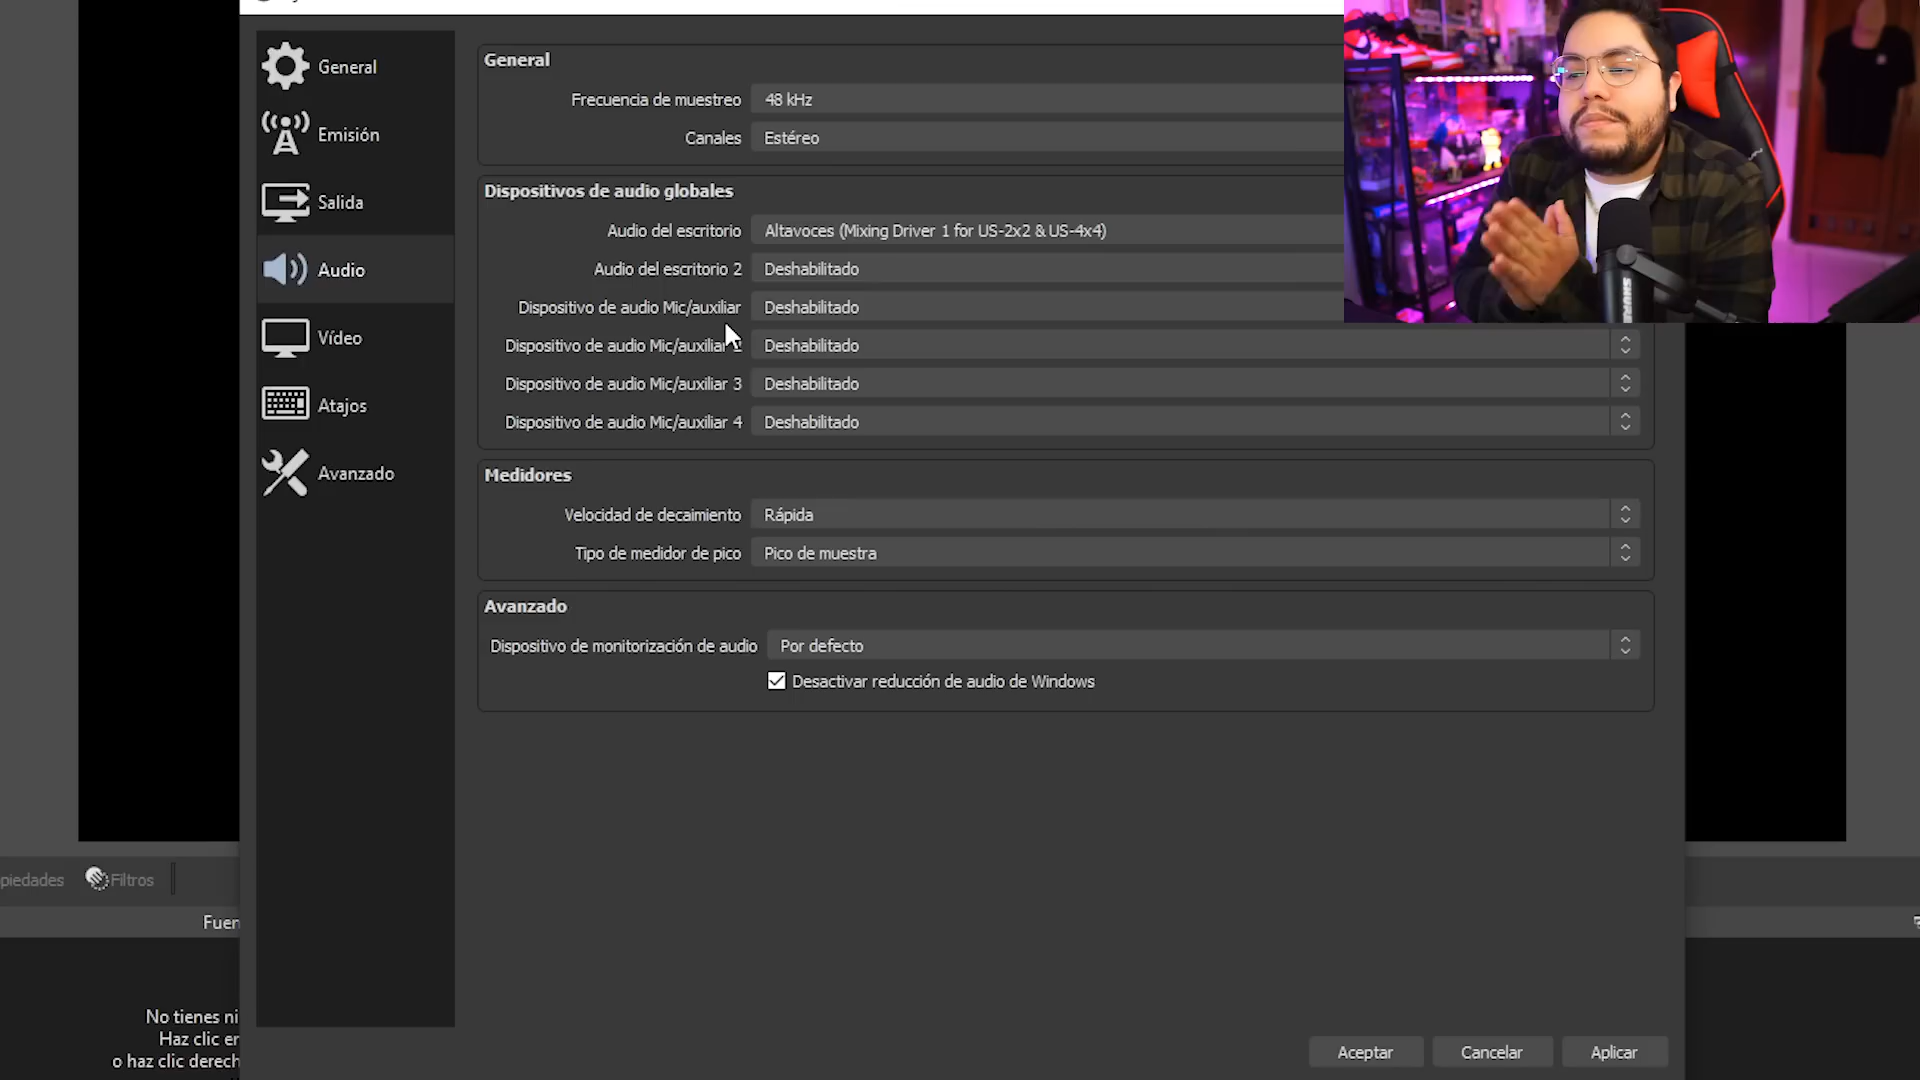 General
Emisión
Salida
Audio
Vídeo
Atajos
Avanzado
General
Frecuencia de muestreo 48 kHz
Canales Estéreo
Dispositivos de audio globales
Audio del escritorio Altavoces (Mixing Driver 1 for US-2x2 & US-4x4)
Audio del escritorio 2 Deshabilitado
Dispositivo de audio Mic/auxiliar Deshabilitado
Dispositivo de audio Mic/auxiliar 2 Deshabilitado
Dispositivo de audio Mic/auxiliar 3 Deshabilitado
Dispositivo de audio Mic/auxiliar 4 Deshabilitado
Medidores
Velocidad de decaimiento Rápida
Tipo de medidor de pico Pico de muestra
Avanzado
Dispositivo de monitorización de audio Por defecto
Desactivar reducción de audio de Windows
Aceptar Cancelar Aplicar
piedades Filtros
Fuen
No tienes ni
Haz clic en
o haz clic derech
SHURE